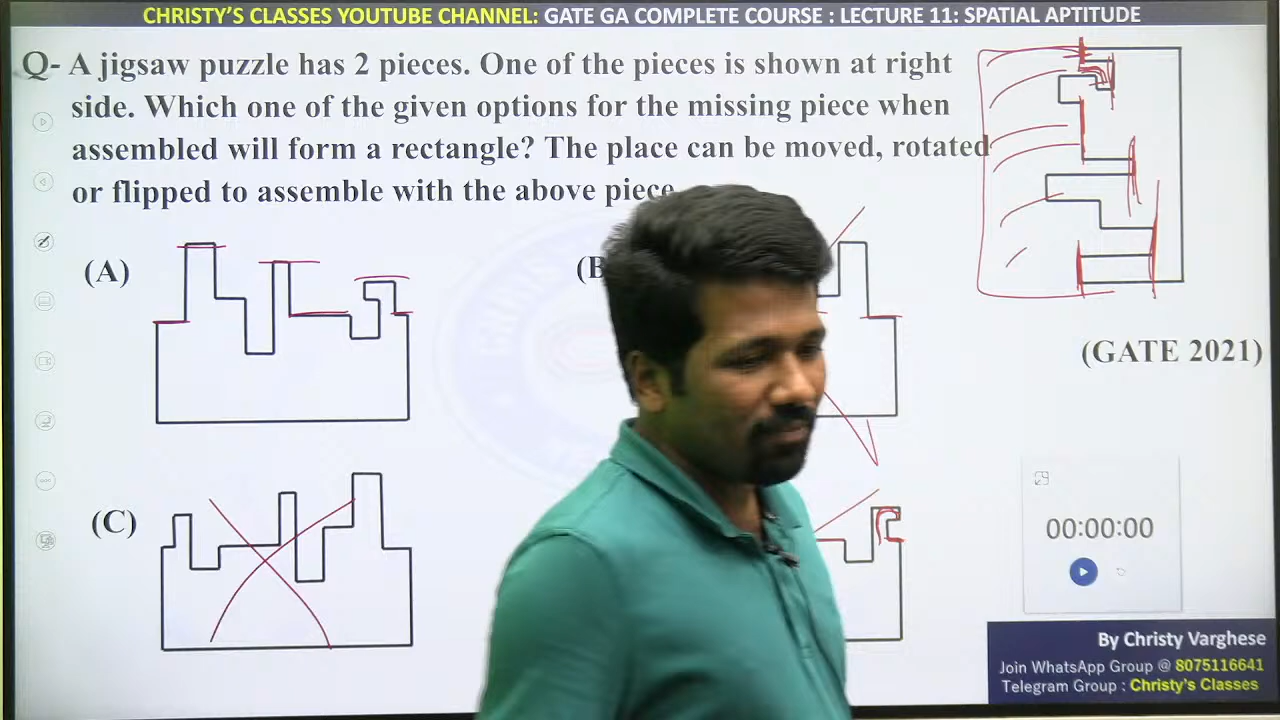 CHRISTY'S CLASSES YOUTUBE CHANNEL: GATE GA COMPLETE COURSE : LECTURE 11: SPATIAL APTITUDE
Q- A jigsaw puzzle has 2 pieces. One of the pieces is shown at right
side. Which one of the given options for the missing piece when
assembled will form a rectangle? The place can be moved, rotated
or flipped to assemble with the above piece
(A)
(B
(GATE 2021)
(C)
00:00:00
By Christy Varghese
Join WhatsApp Group @ 8075116641
Telegram Group : Christy's Classes